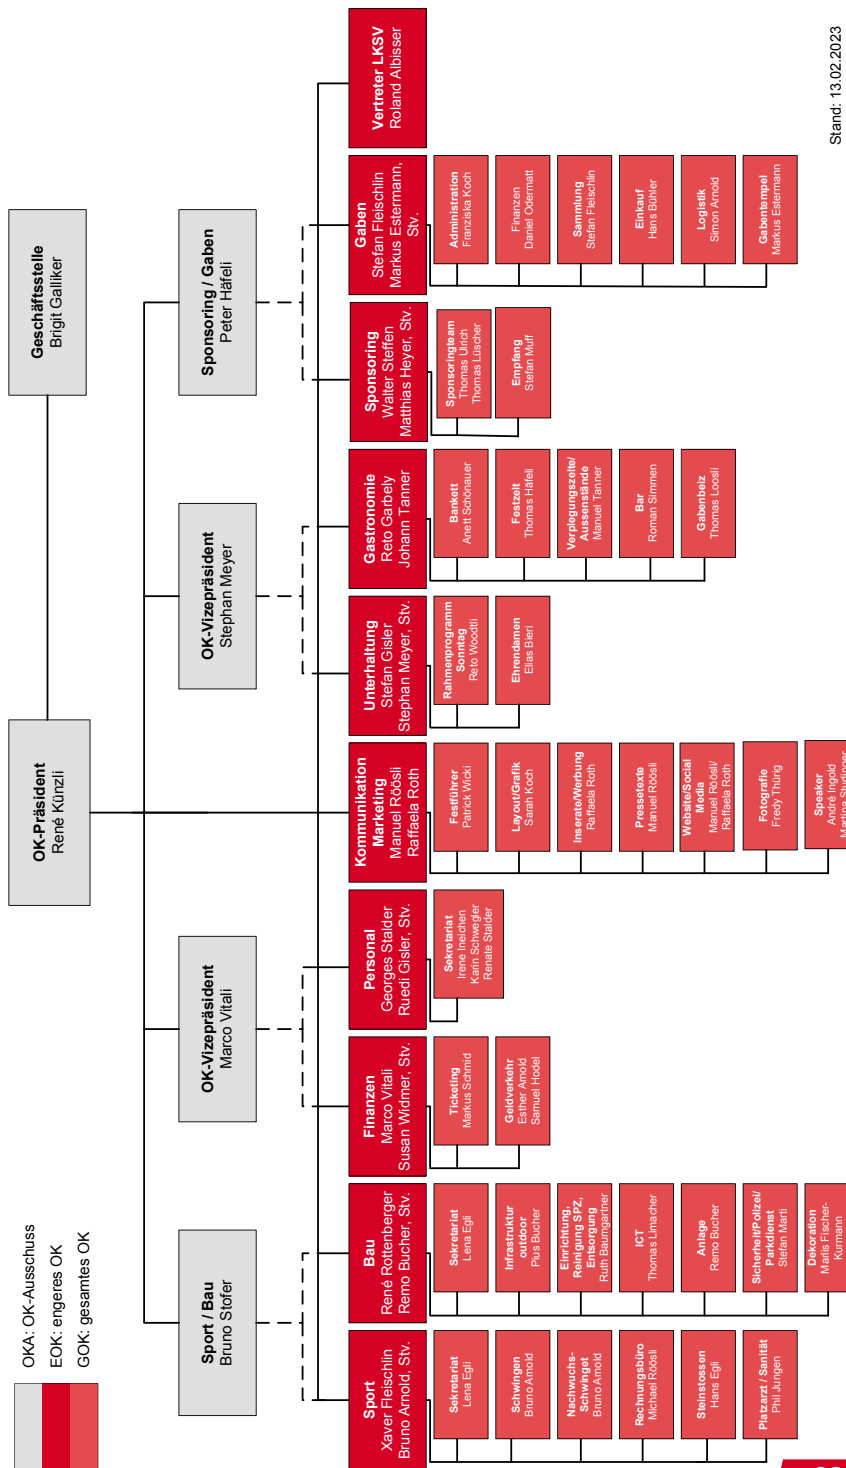 OKA: OK-Ausschuss
EOK: engeres OK
GOK: gesamtes OK
OK-Präsident
René Künzli
Geschäftsstelle
Brigit Galliker
Sport / Bau
Bruno Stofer
OK-Vizepräsident
Marco Vitali
OK-Vizepräsident
Stephan Meyer
Sponsoring / Gaben
Peter Häfeli
Sport
Xaver Fleischlin
Bruno Arnold, Stv.
Sekretariat
Lena Egli
Schwingen
Bruno Arnold
Nachwuchs-
Schwinget
Bruno Arnold
Rechnungsbüro
Michael Röösli
Steinstossen
Hans Egli
Platzarzt / Sanität
Phil Jungen
Bau
René Rottenberger
Remo Bucher, Stv.
Sekretariat
Lena Egli
Infrastruktur
outdoor
Pius Bucher
Einrichtung,
Reinigung SPZ,
Entsorgung
Ruth Baumgartner
ICT
Thomas Limacher
Anlage
Remo Bucher
Sicherheit/Polizei/
Parkdienst
Stefan Marti
Dekoration
Maris Fischer-
Kurmann
Finanzen
Marco Vitali
Susan Widmer, Stv.
Ticketing
Markus Schmid
Geldverkehr
Esther Arnold
Samuel Hodel
Personal
Georges Stalder
Ruedi Gisler, Stv.
Sekretariat
Irene Ineichen
Karin Schwegler
Renate Stalder
Kommunikation
Marketing
Manuel Röösli
Raffaela Roth
Festführer
Patrick Wicki
Layout/Grafik
Sarah Koch
Inserate/Werbung
Raffaela Roth
Pressetexte
Manuel Röösli
Website/Social
Media
Manuel Röösli/
Raffaela Roth
Fotografie
Fredy Thürig
Speaker
André Ingold
Martina
Unterhaltung
Stefan Gisler
Stephan Meyer, Stv.
Rahmenprogramm
Sonntag
Reto Woodtli
Ehrendamen
Elias Bieri
Gastronomie
Reto Garbely
Johann Tanner
Bankett
Anett Schönauer
Festzelt
Thomas Häfeli
Verplegungszelte/
Aussenstände
Manuel Tanner
Bar
Roman Simmen
Gabenbeiz
Thomas Loosli
Sponsoring
Walter Steffen
Matthias Heyer, Stv.
Sponsoringteam
Thomas Ulrich
Thomas Lüscher
Empfang
Stefan Muff
Gaben
Stefan Fleischlin
Markus Estermann,
Stv.
Administration
Franziska Koch
Finanzen
Daniel Odermatt
Sammlung
Stefan Fleischlin
Einkauf
Hans Bühler
Logistik
Simon Arnold
Gabentempel
Markus Estermann
Vertreter LKSV
Roland Albisser
Stand: 13.02.2023